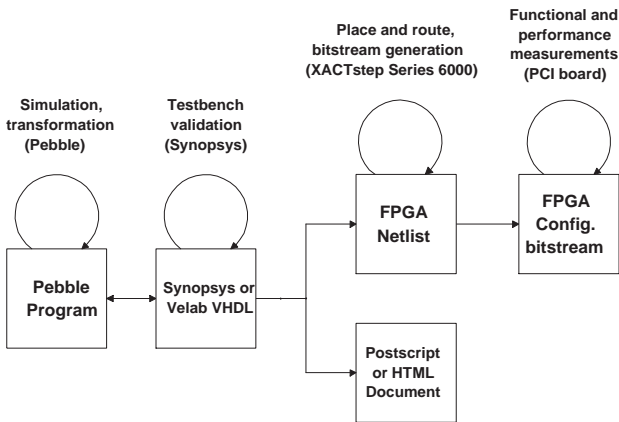 Simulation,
transformation
(Pebble)
Testbench
validation
(Synopsys)
Place and route,
bitstream generation
(XACTstep Series 6000)
Functional and
performance
measurements
(PCI board)
Pebble
Program
Synopsys or
Velab VHDL
FPGA
Netlist
FPGA
Config.
bitstream
Postscript
or HTML
Document